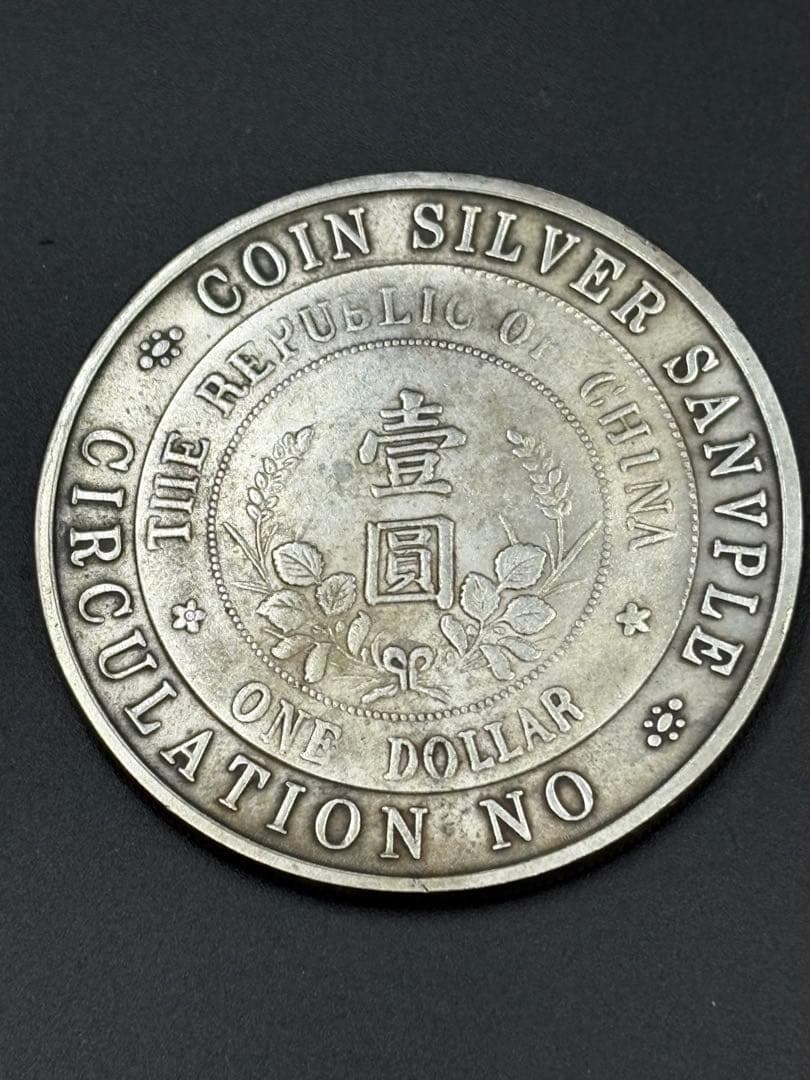 COIN SILVER SANVPLE
CIRCULATION NO
THE REPUBLIC OF CHINA
壹
圓
ONE DOLLAR